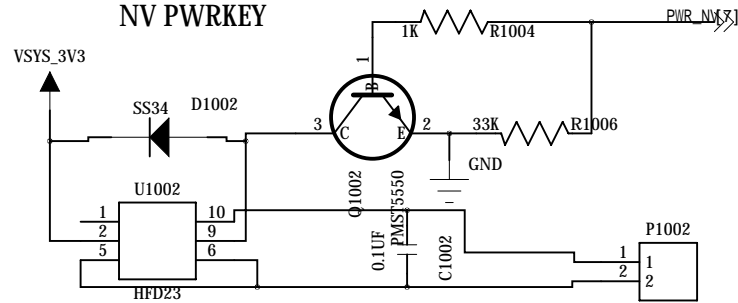 NV PWRKEY
PWR_NV[7]
1K
R1004
1
VSYS_3V3
B
SS34
D1002
3
C
E
2
33K
R1006
GND
U1002
1
10
2
9
5
6
HFD23
Q1002
PMST5550
0.1UF
C1002
P1002
1
1
2
2